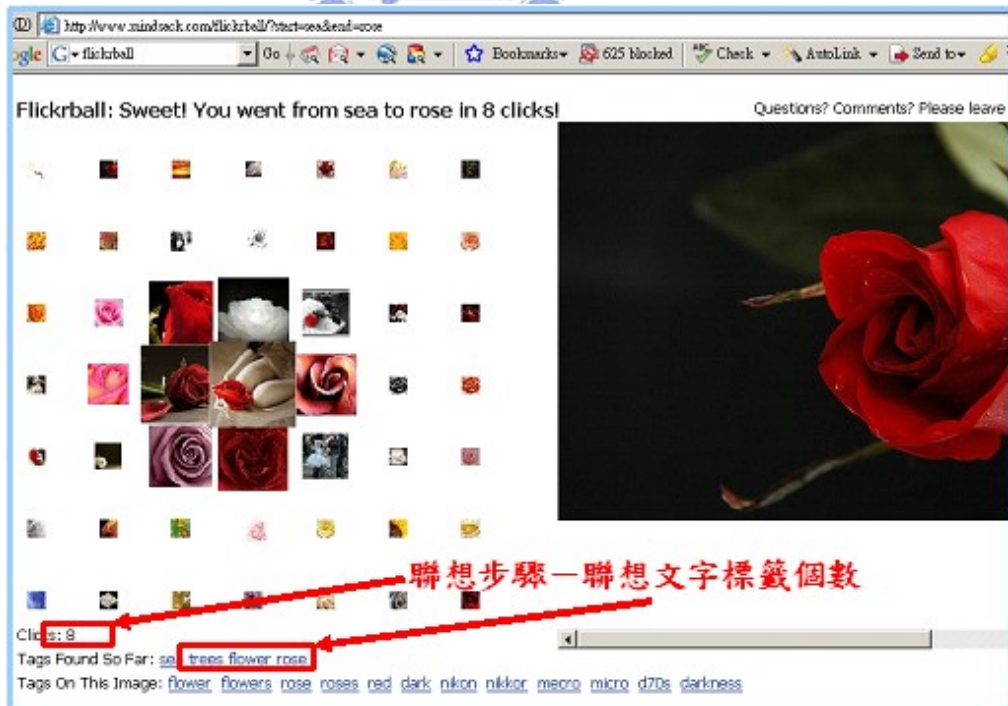 http://www.mindsack.com/flickrball/?start=sea&end=rose
flickrball Go Bookmarks 625 blocked Check AutoLink Send to
Flickrball: Sweet! You went from sea to rose in 8 clicks!
Questions? Comments? Please leave
聯想步驟－聯想文字標籤個數
Clicks: 8
Tags Found So Far: sea trees flower rose
Tags On This Image: flower flowers rose roses red dark nikon nikkor mecro micro d70s darkness